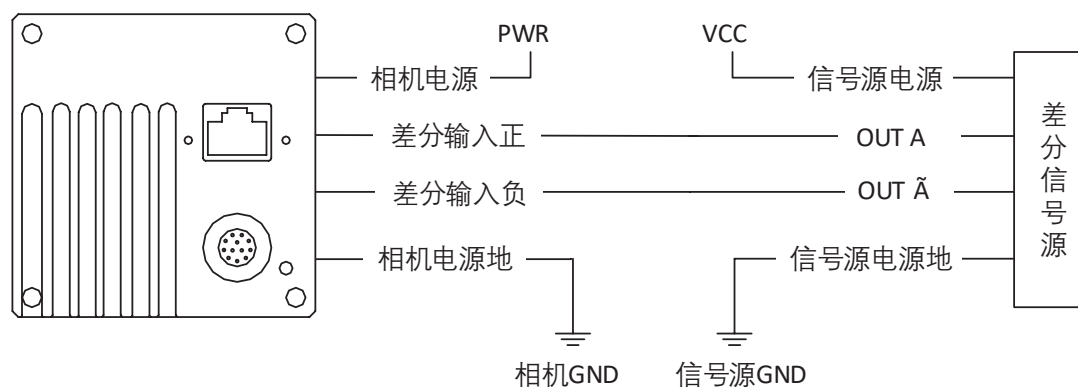 PWR
VCC
相机电源
信号源电源
差分输入正
OUT A
差分输入负
OUT Ã
相机电源地
信号源电源地
差分信号源
相机GND
信号源GND